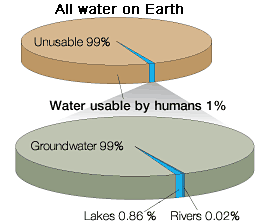 All water on Earth
Unusable 99%
Water usable by humans 1%
Groundwater 99%
Lakes 0.86 % Rivers 0.02%